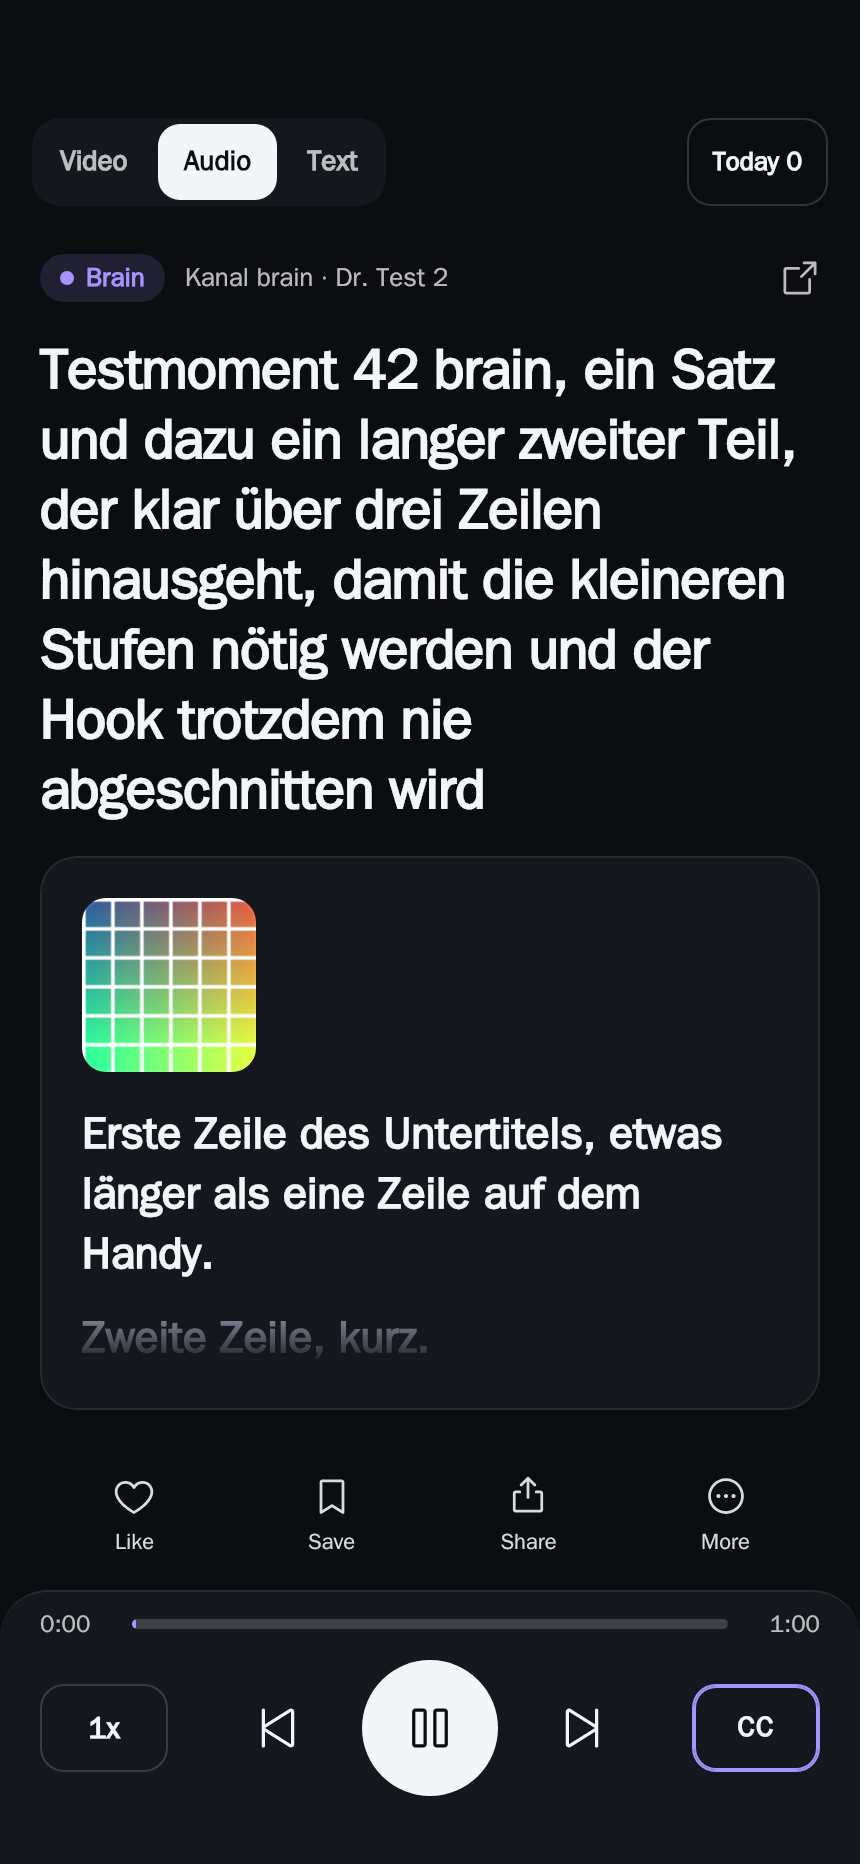 Video Audio Text Today 0
Brain Kanal brain · Dr. Test 2
Testmoment 42 brain, ein Satz
und dazu ein langer zweiter Teil,
der klar über drei Zeilen
hinausgeht, damit die kleineren
Stufen nötig werden und der
Hook trotzdem nie
abgeschnitten wird
Erste Zeile des Untertitels, etwas
länger als eine Zeile auf dem
Handy.
Zweite Zeile, kurz.
Like Save Share More
0:00 1:00
1x CC